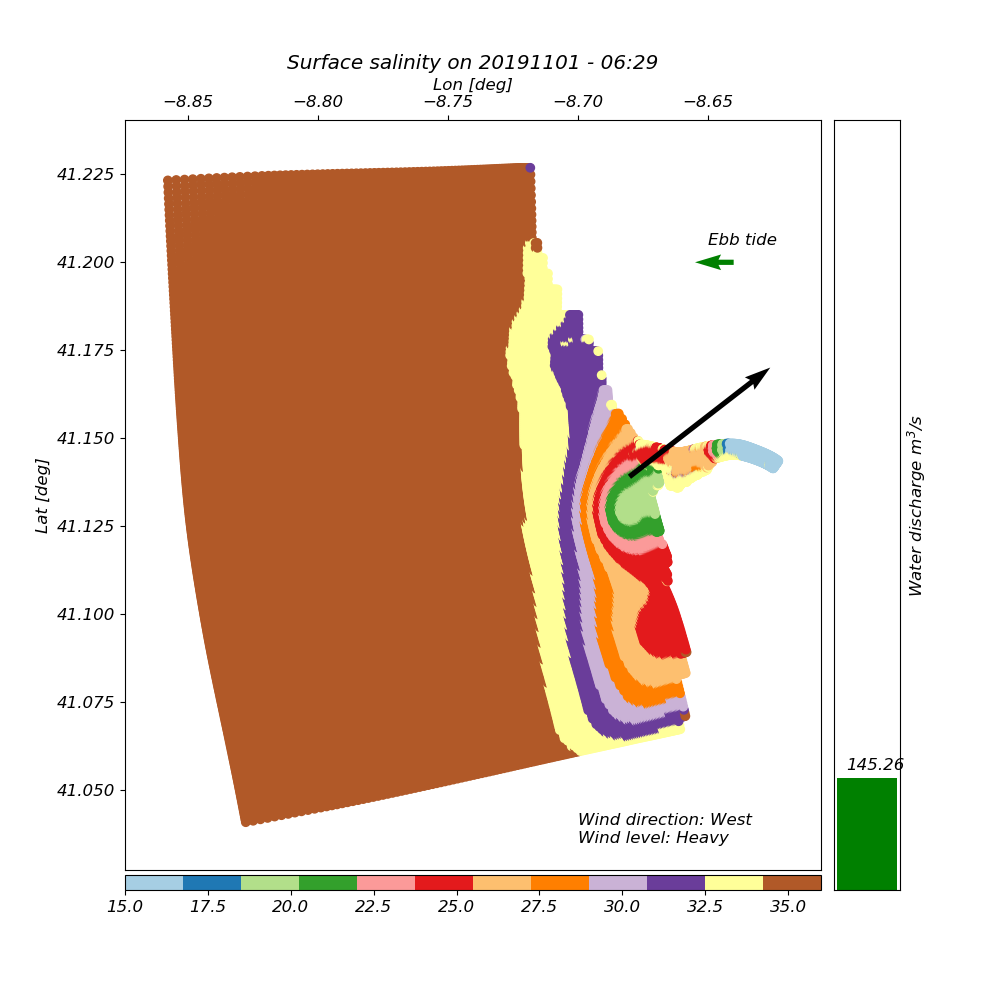 Surface salinity on 20191101 - 06:29
Lon [deg]
−8.85 −8.80 −8.75 −8.70 −8.65
41.225
41.200
41.175
41.150
41.125
41.100
41.075
41.050
Lat [deg]
Ebb tide
Wind direction: West
Wind level: Heavy
15.0 17.5 20.0 22.5 25.0 27.5 30.0 32.5 35.0
145.26
Water discharge m³/s